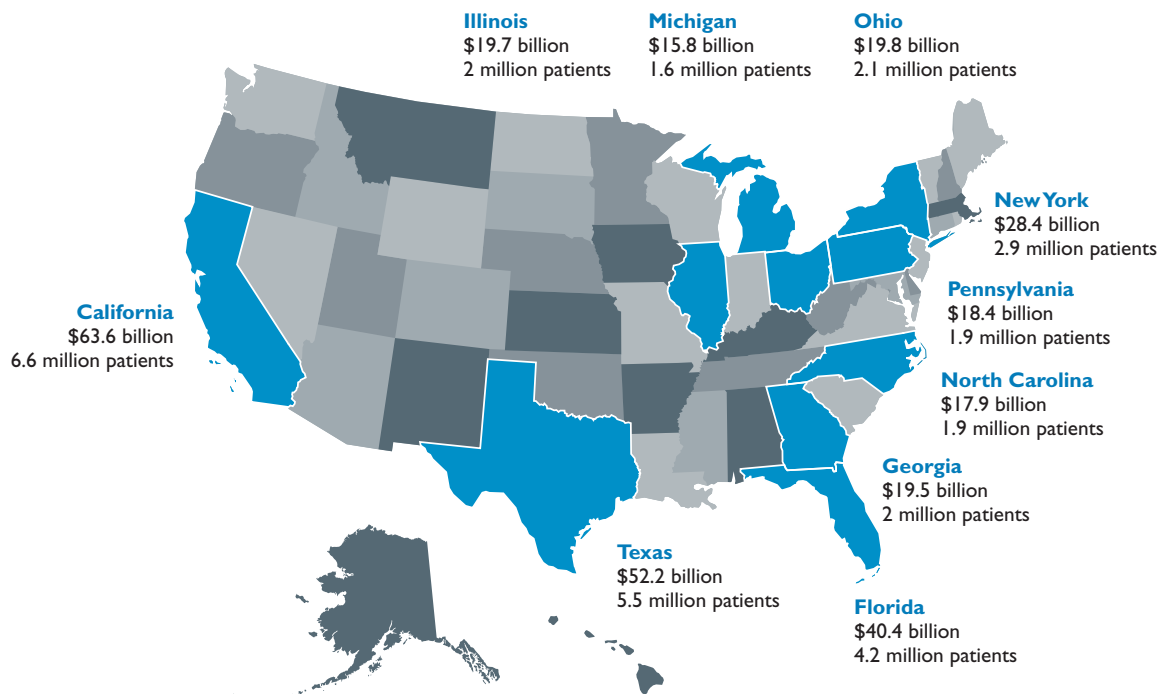 Illinois
$19.7 billion
2 million patients
Michigan
$15.8 billion
1.6 million patients
Ohio
$19.8 billion
2.1 million patients
New York
$28.4 billion
2.9 million patients
Pennsylvania
$18.4 billion
1.9 million patients
California
$63.6 billion
6.6 million patients
North Carolina
$17.9 billion
1.9 million patients
Georgia
$19.5 billion
2 million patients
Texas
$52.2 billion
5.5 million patients
Florida
$40.4 billion
4.2 million patients